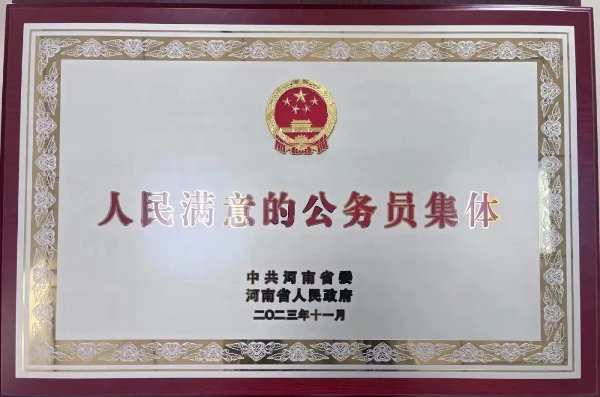 人民满意的公务员集体
中共河南省委
河南省人民政府
二〇二三年十一月